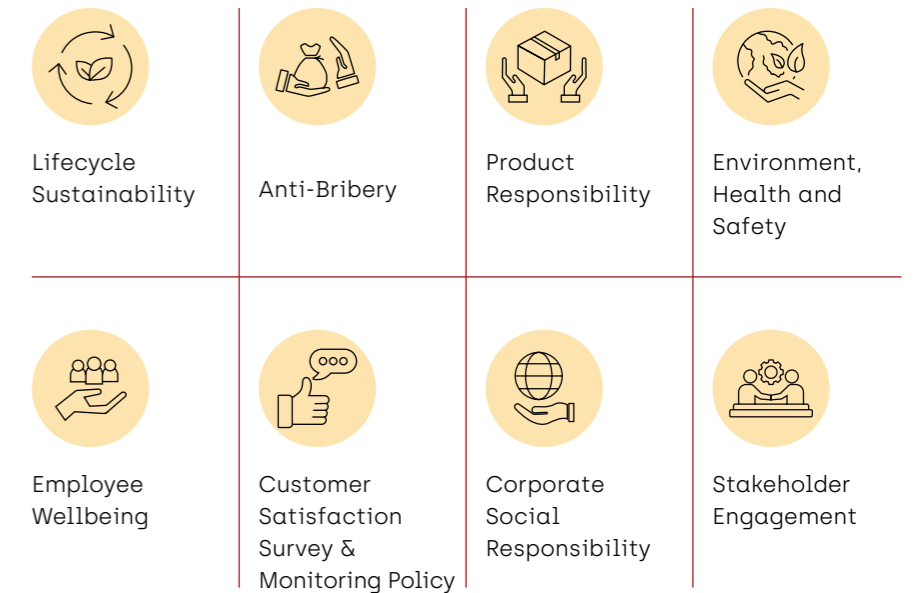 Lifecycle
Sustainability
Anti-Bribery
Product
Responsibility
Environment,
Health and
Safety
Employee
Wellbeing
Customer
Satisfaction
Survey &
Monitoring Policy
Corporate
Social
Responsibility
Stakeholder
Engagement